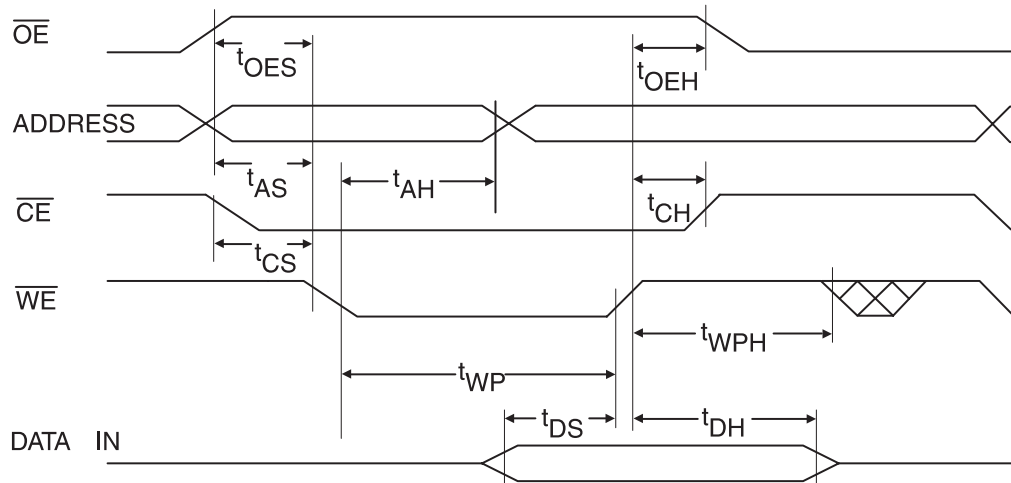 OE
tOES
tOEH
ADDRESS
tAS
tAH
CE
tCH
tCS
WE
tWPH
tWP
tDS
tDH
DATA IN